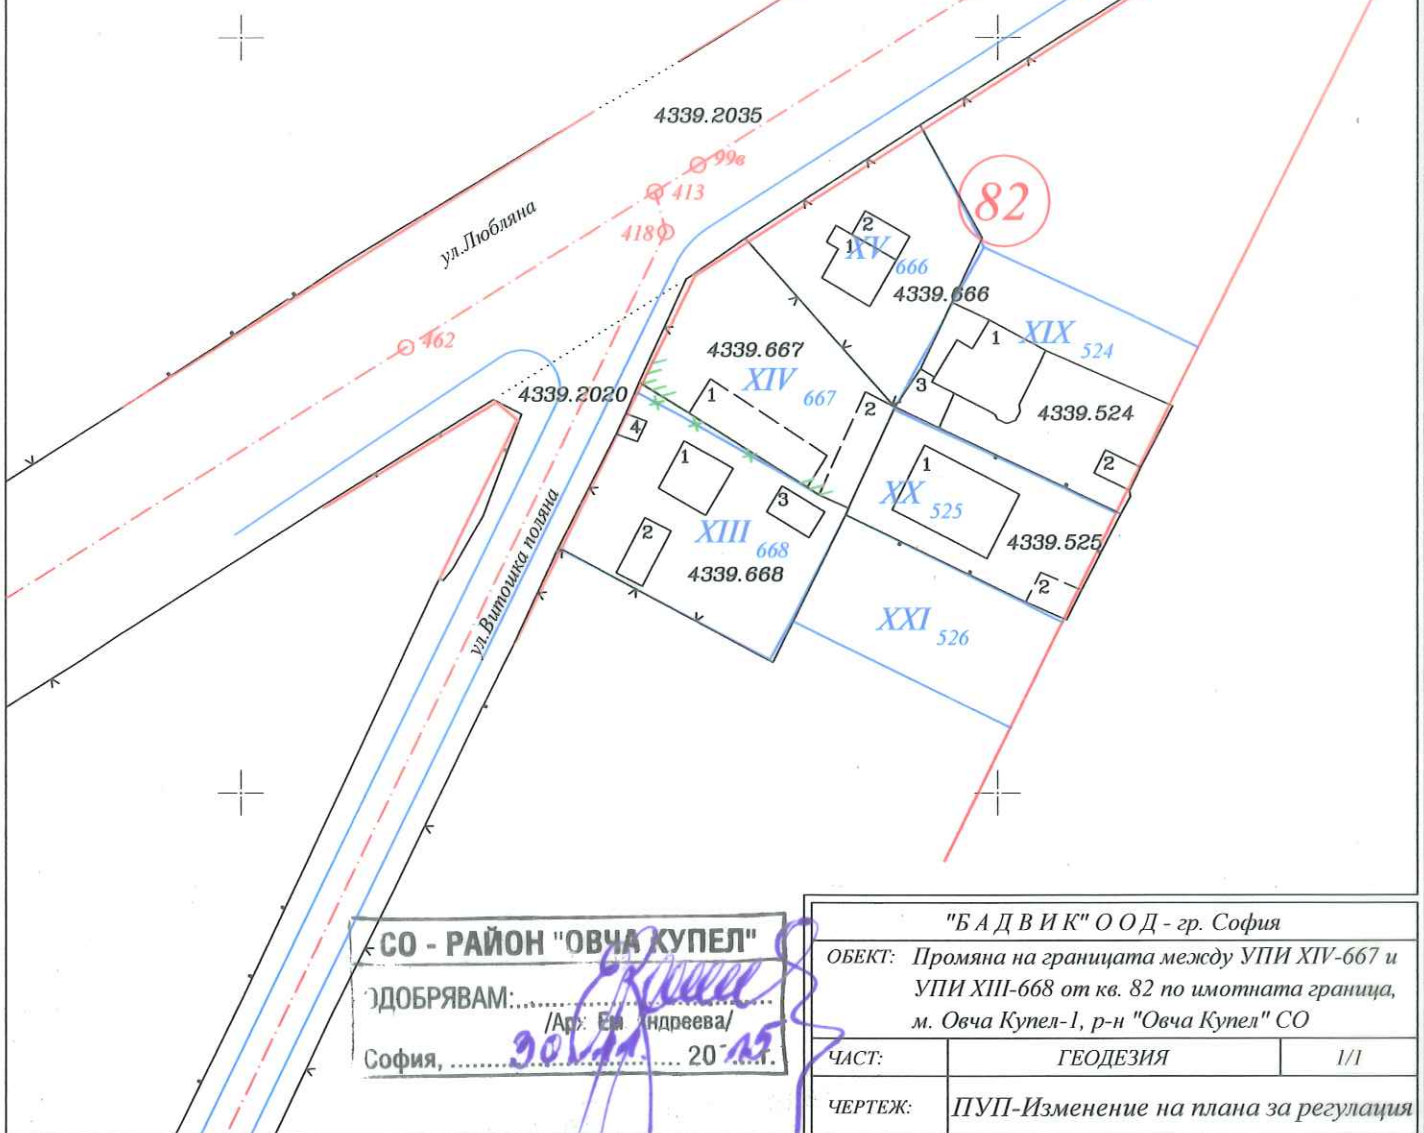 4339.2035
99в
413
418
82
ул.Любляна
2
1
XV 666
4339.666
462
4339.667
XIV 667
1
XIX 524
1
3
4339.2020
2
4339.524
4
1
3
2
1
XX 525
2
XIII 668
4339.525
4339.668
2
ул.Витошка поляна
XXI 526
СО - РАЙОН "ОВЧА КУПЕЛ"
ОДОБРЯВАМ:
/Арх. Ем. Андреева/
София, 30.11. 2015 г.
"Б А Д В И К" О О Д - гр. София
ОБЕКТ: Промяна на границата между УПИ XIV-667 и
УПИ XIII-668 от кв. 82 по имотната граница,
м. Овча Купел-1, р-н "Овча Купел" СО
ЧАСТ: ГЕОДЕЗИЯ 1/1
ЧЕРТЕЖ: ПУП-Изменение на плана за регулация